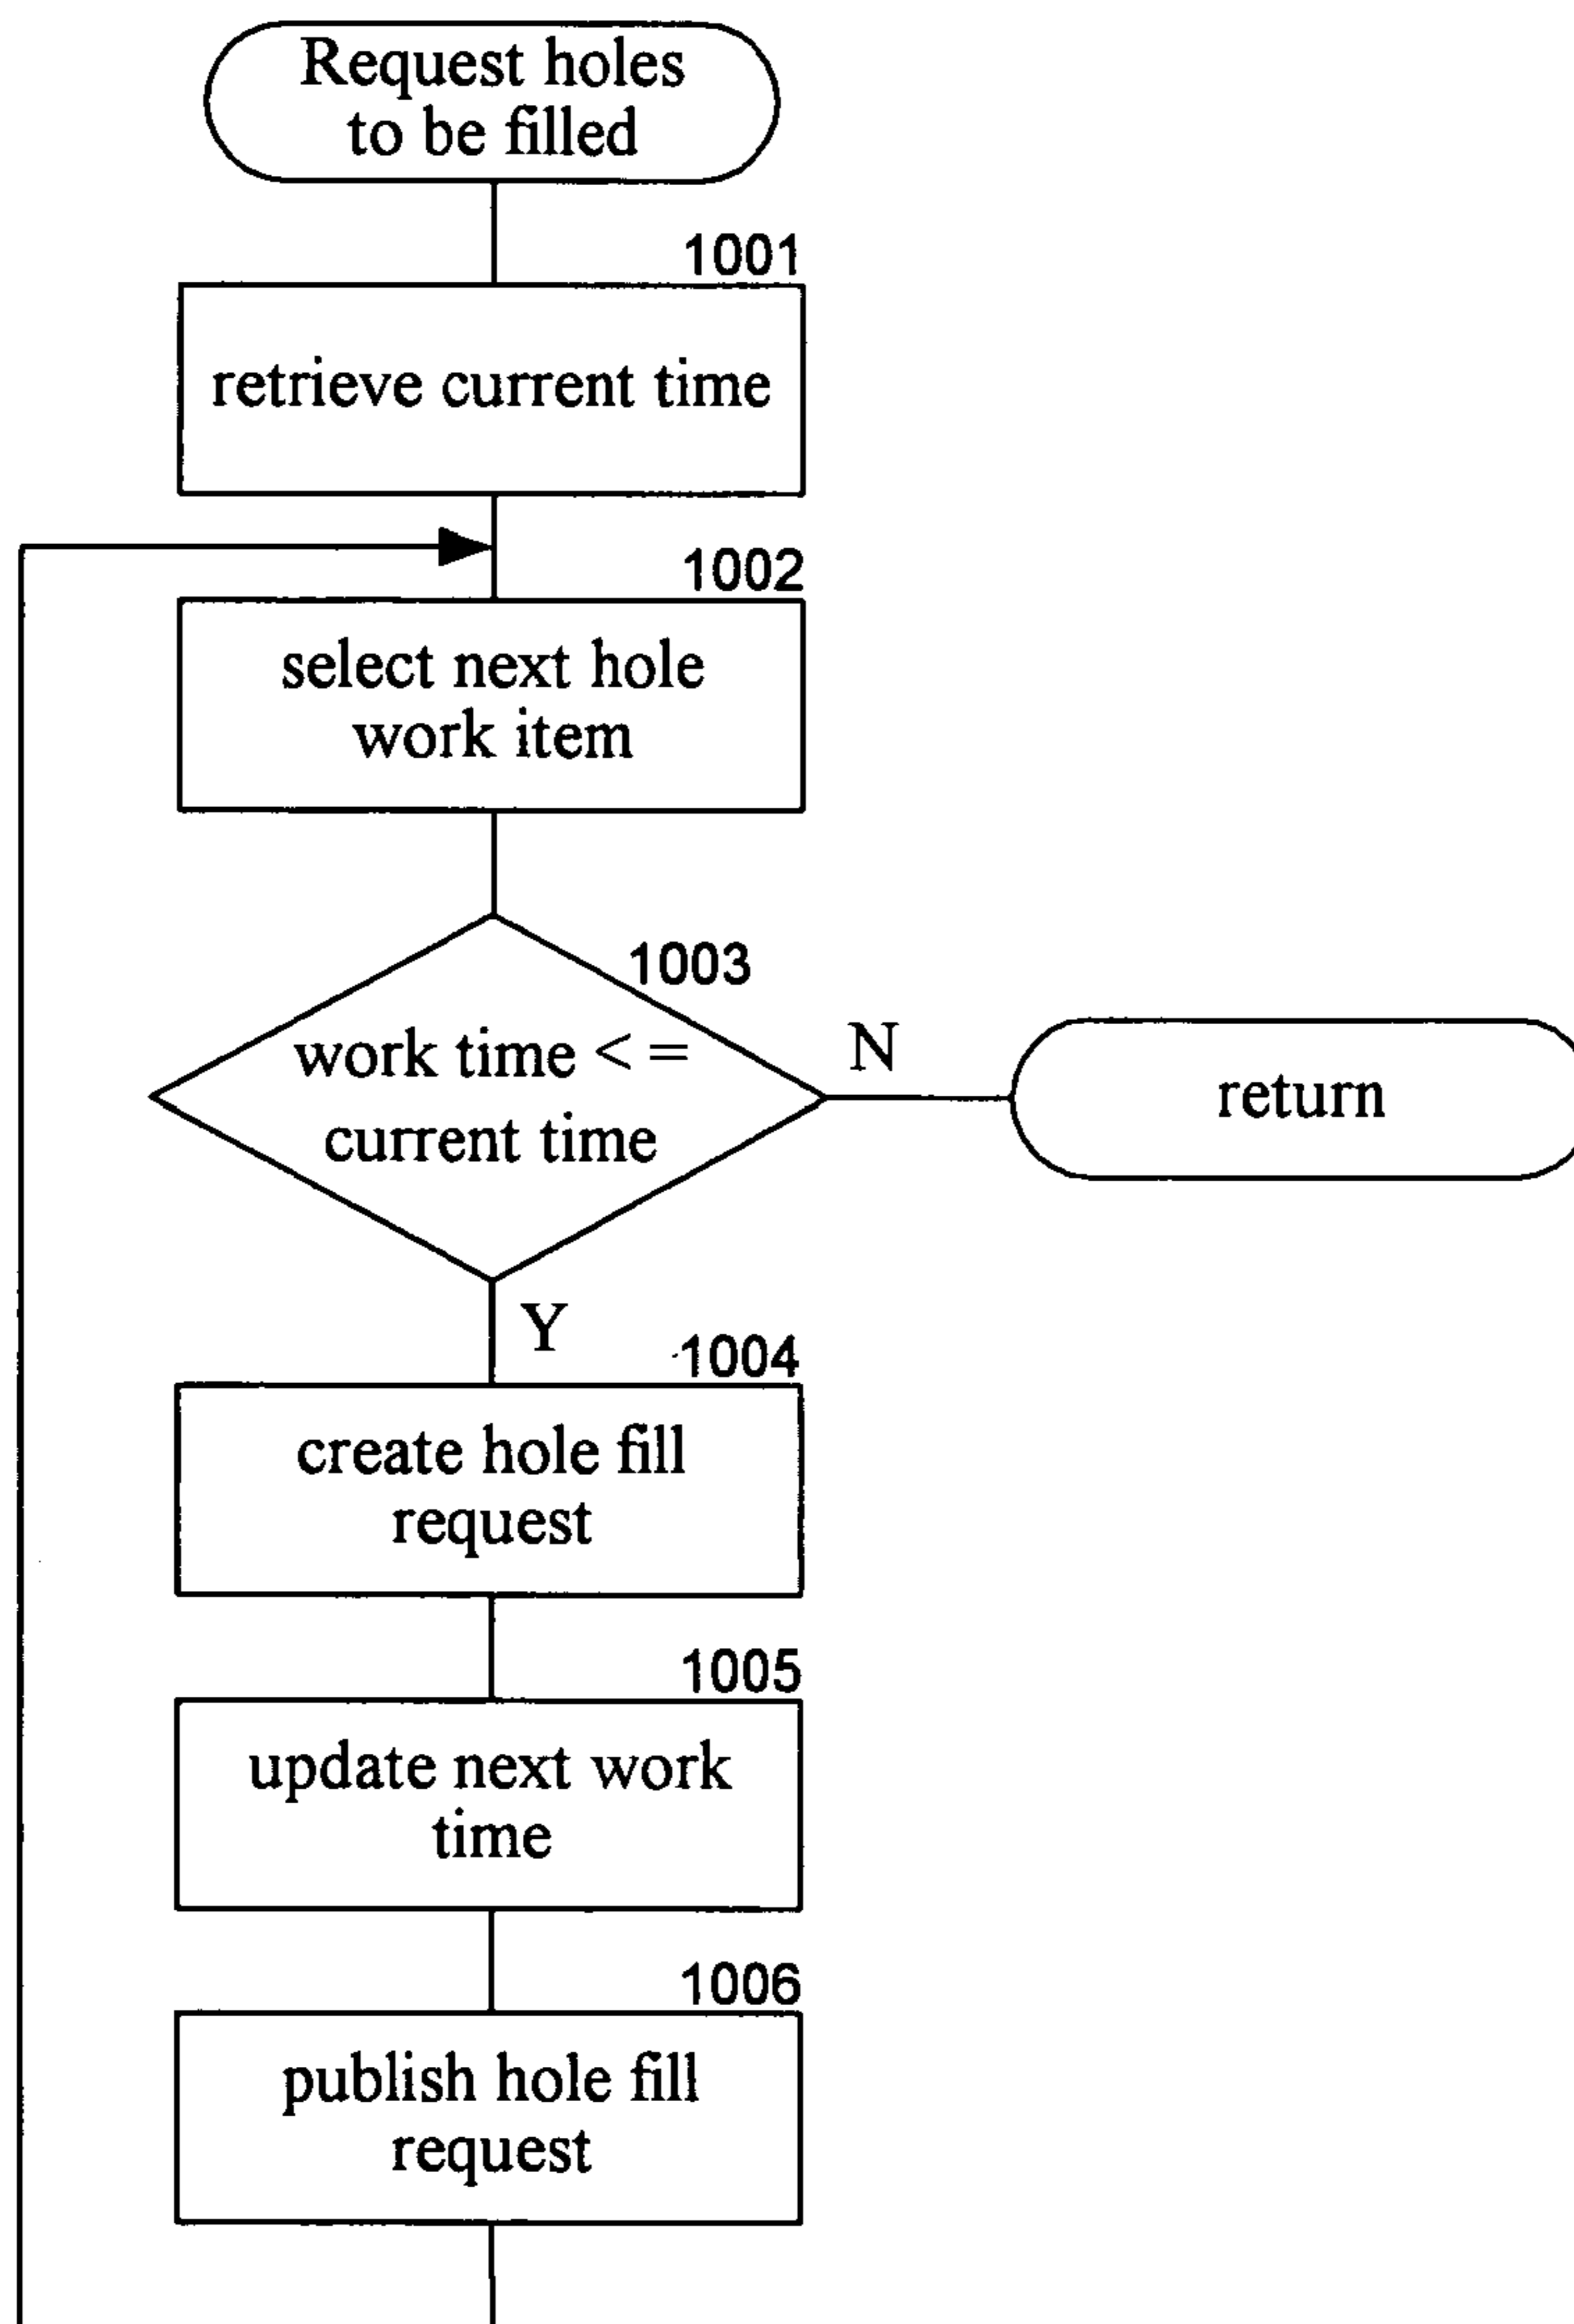 Request holes
to be filled
1001
retrieve current time
1002
select next hole
work item
1003
work time < =
current time
N
return
Y
1004
create hole fill
request
1005
update next work
time
1006
publish hole fill
request